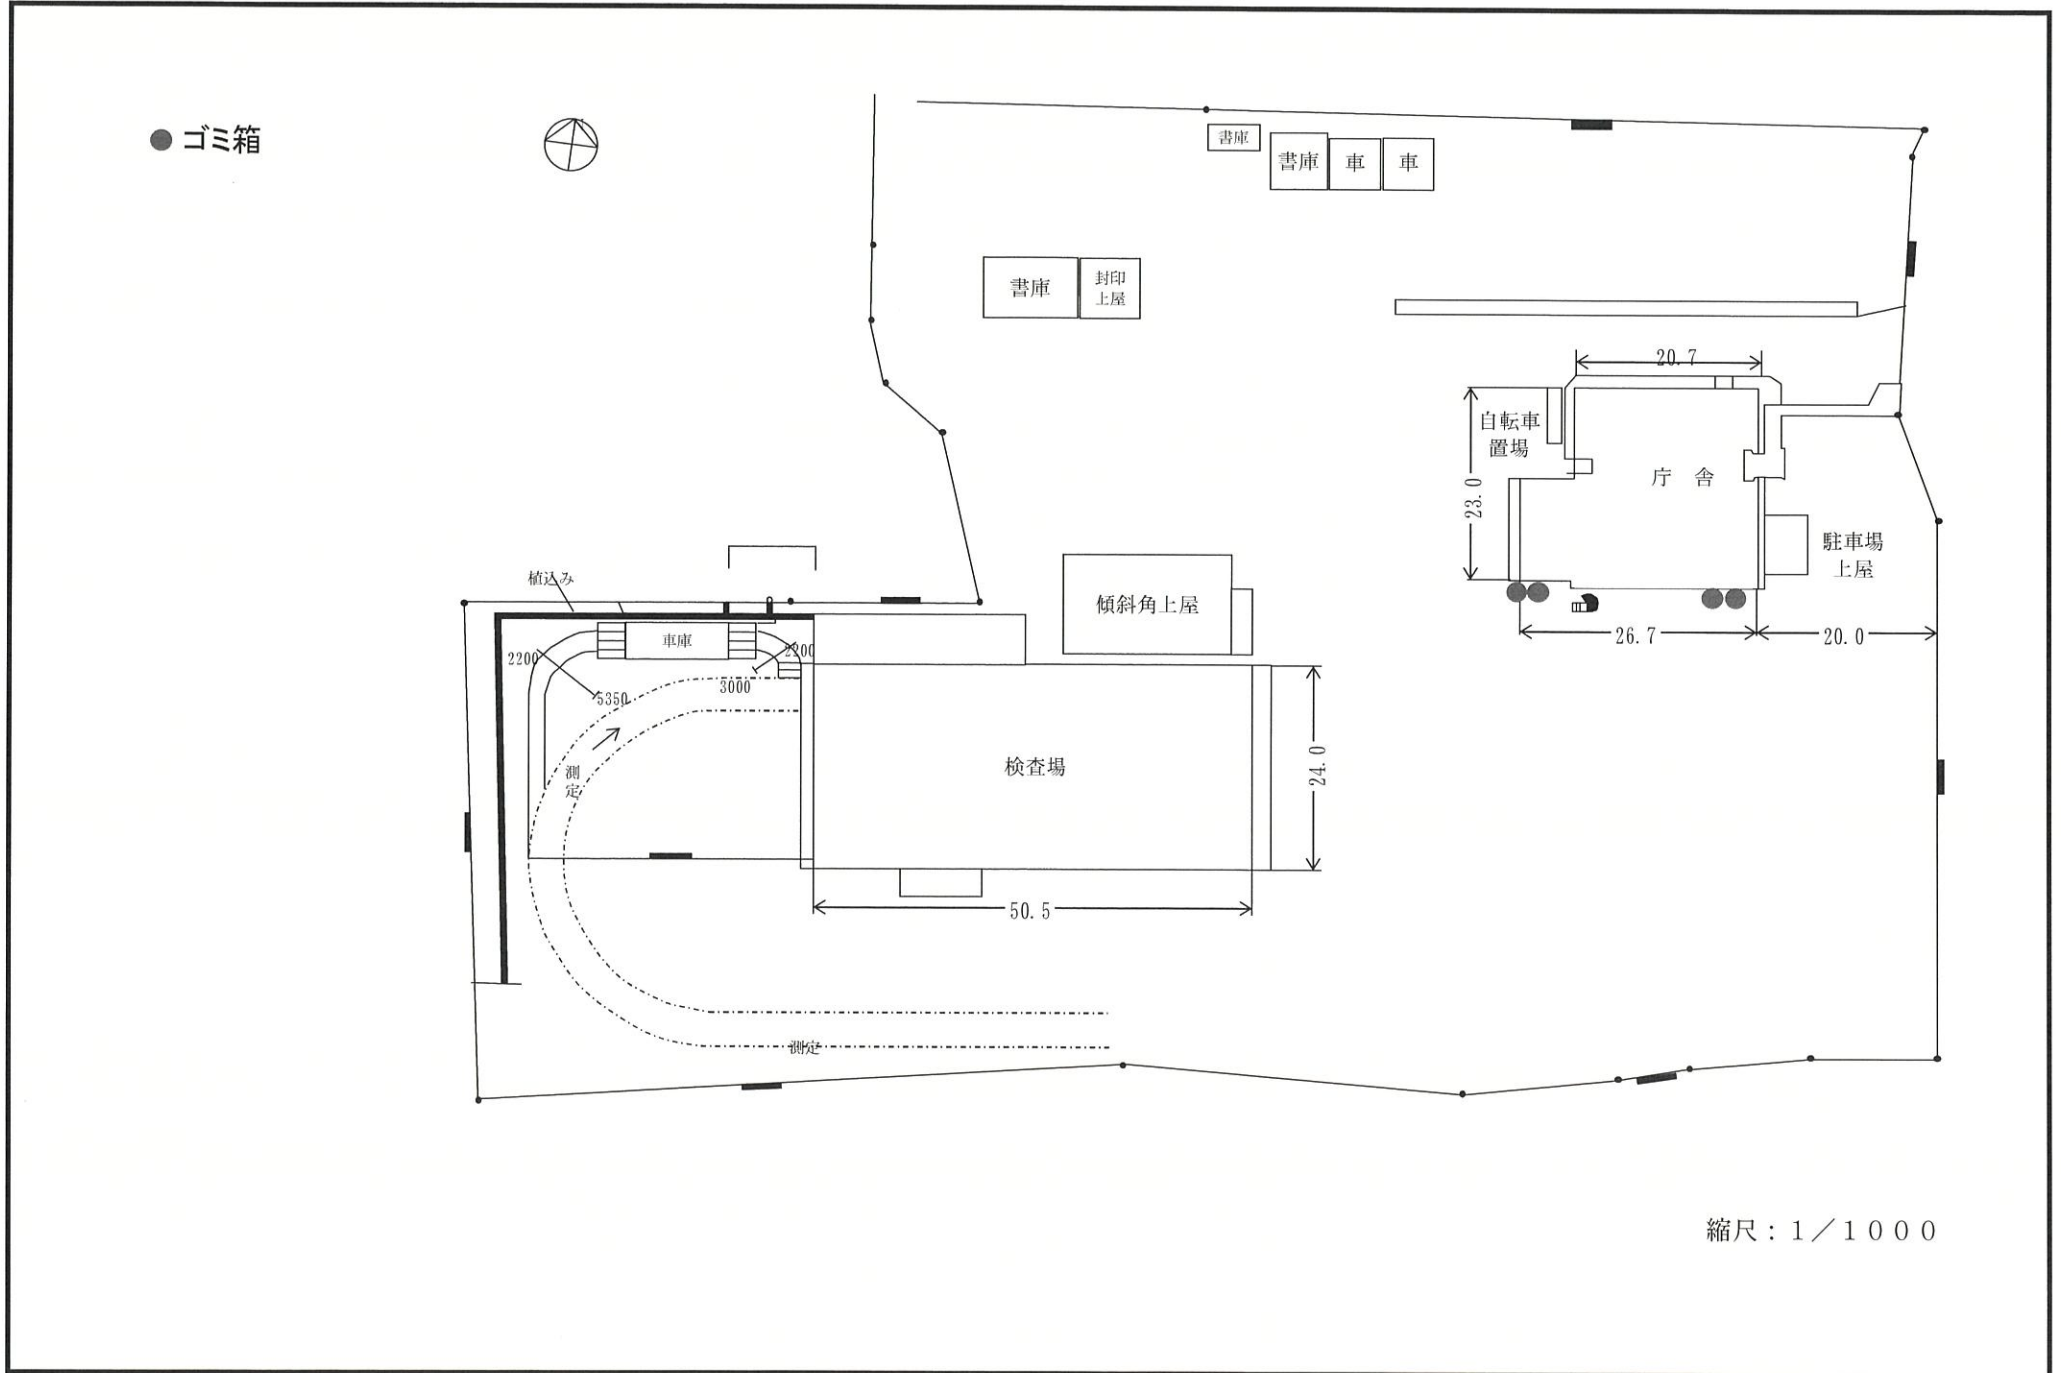 ゴミ箱
書庫
書庫
車
車
書庫
封印
上屋
20.7
自転車
置場
23.0
庁 舎
駐車場
上屋
26.7
20.0
植込み
傾斜角上屋
車庫
2200
2200
5350
3000
測
定
検査場
24.0
50.5
測定
縮尺：１／１０００